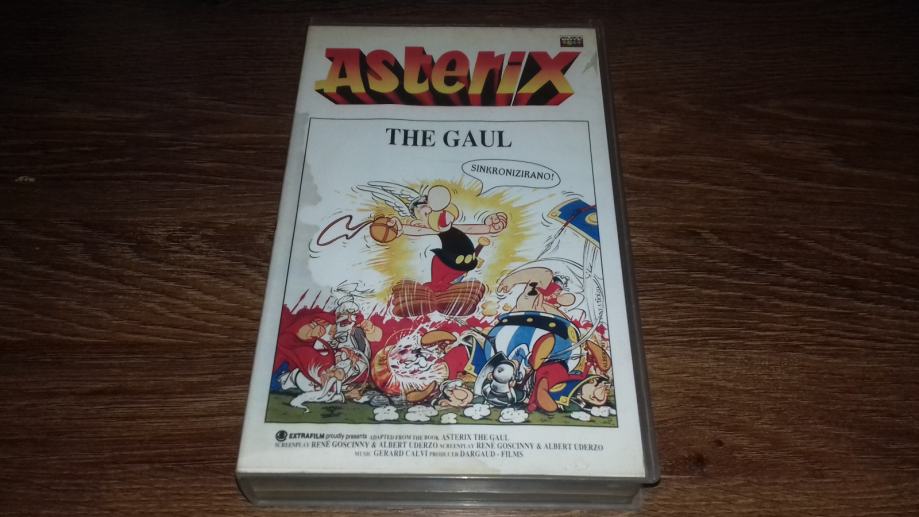 Asterix
THE GAUL
SINKRONIZIRANO!
EXTRAFILM proudly presents ADAPTED FROM THE BOOK ASTERIX THE GAUL
SCREENPLAY RENÉ GOSCINNY & ALBERT UDERZO SCREENPLAY RENÉ GOSCINNY & ALBERT UDERZO
MUSIC GERARD CALVI PRODUCER DARGAUD - FILMS